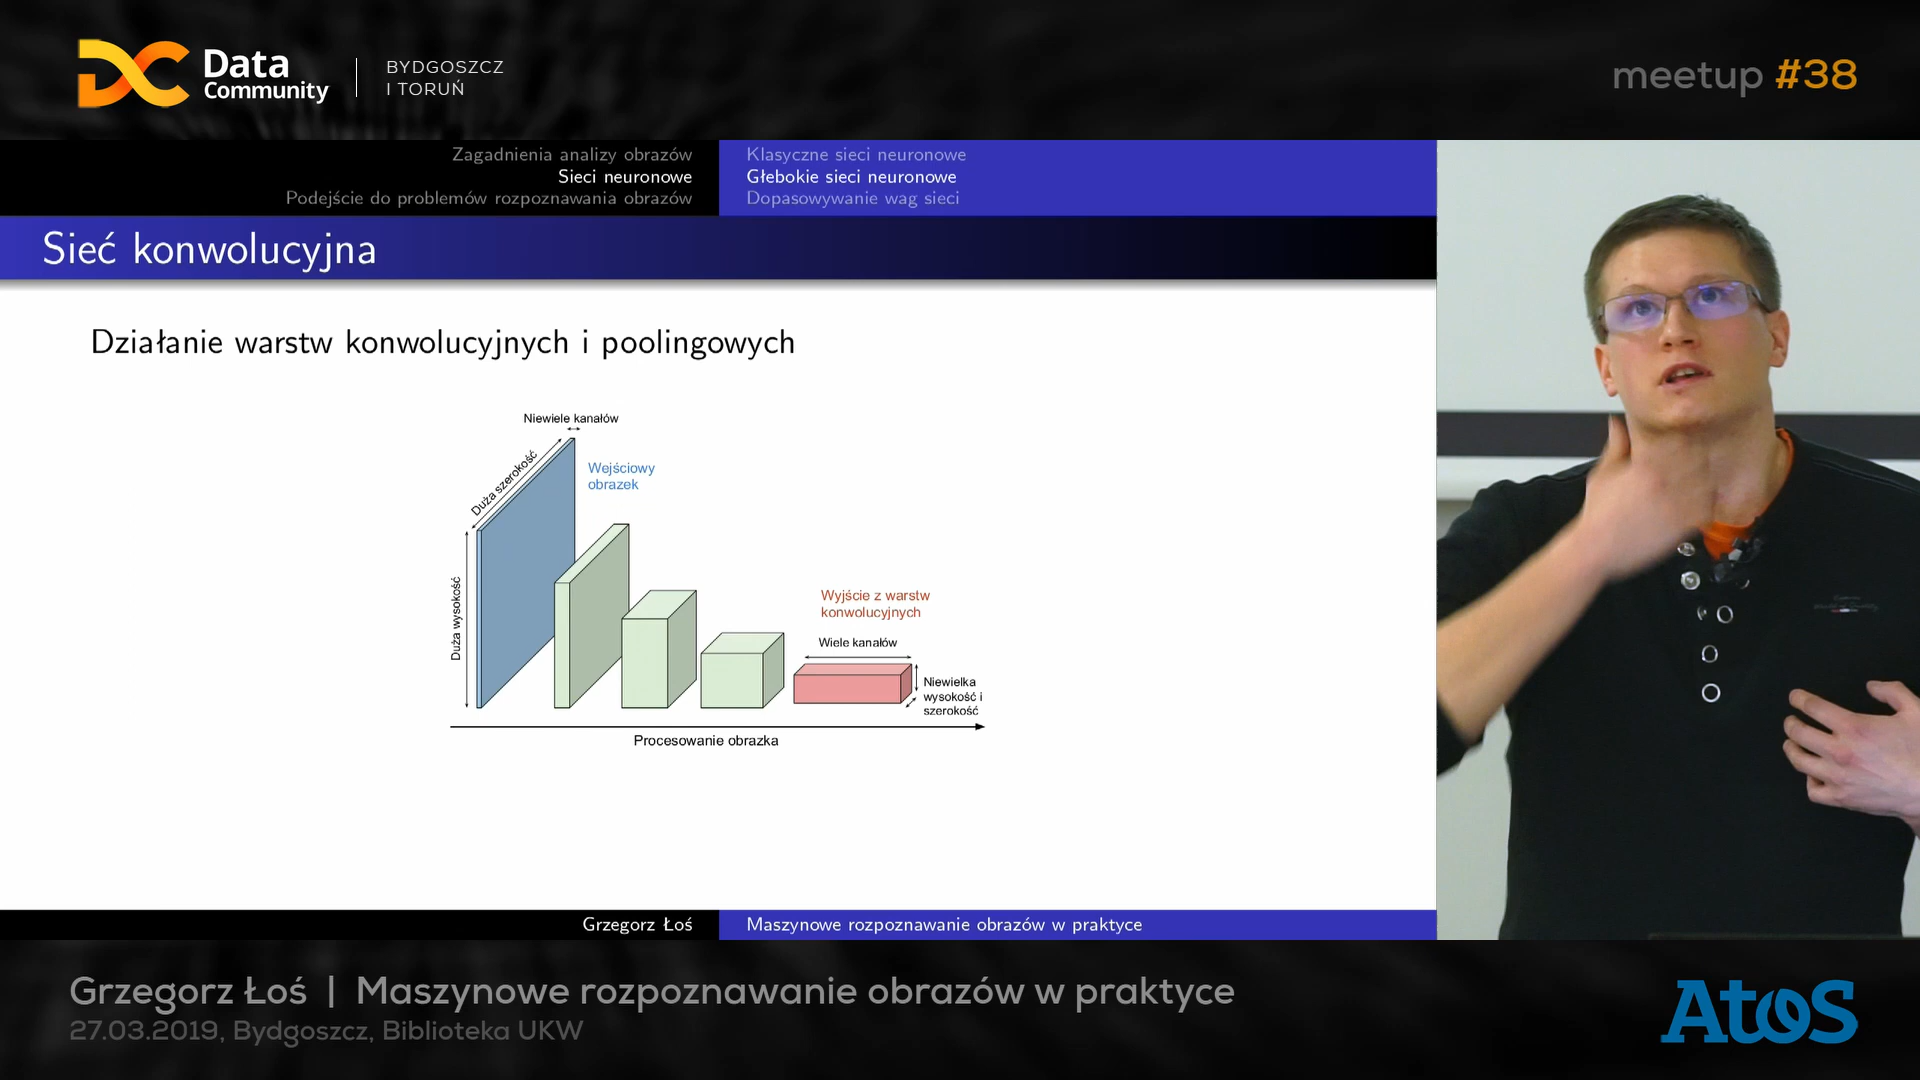 Data
Community
BYDGOSZCZ
I TORUŃ
meetup #38
Zagadnienia analizy obrazów
Sieci neuronowe
Podejście do problemów rozpoznawania obrazów
Klasyczne sieci neuronowe
Głebokie sieci neuronowe
Dopasowywanie wag sieci
Sieć konwolucyjna
Działanie warstw konwolucyjnych i poolingowych
Niewiele kanałów
Duża szerokość
Wejściowy
obrazek
Duża wysokość
Wyjście z warstw
konwolucyjnych
Wiele kanałów
Niewielka
wysokość i
szerokość
Procesowanie obrazka
Grzegorz Łoś
Maszynowe rozpoznawanie obrazów w praktyce
Grzegorz Łoś | Maszynowe rozpoznawanie obrazów w praktyce
27.03.2019, Bydgoszcz, Biblioteka UKW
Atos